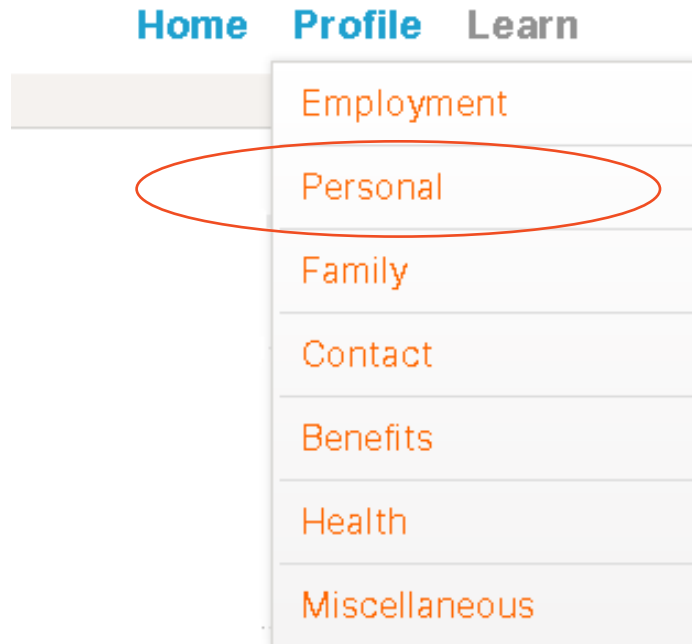 Home Profile Learn
Employment
Personal
Family
Contact
Benefits
Health
Miscellaneous